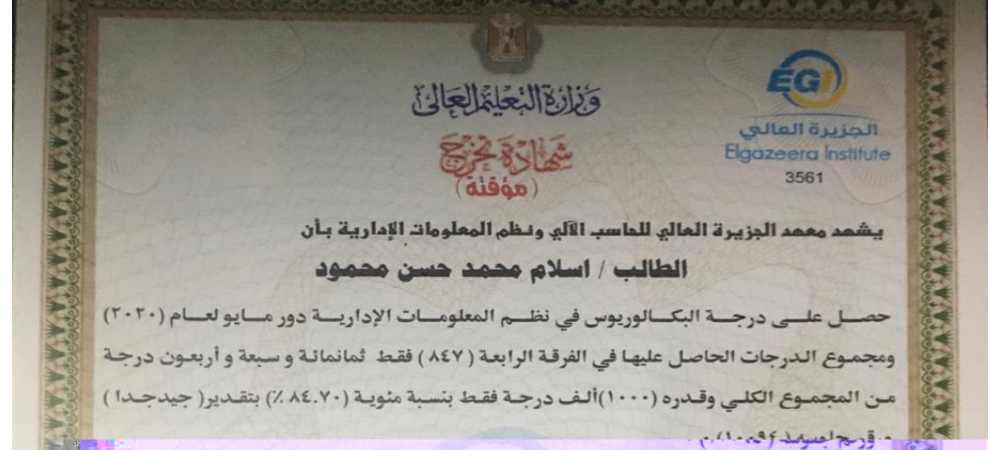 EGI
الجزيرة العالي
Elgazeera Institute
3561
وزارة التعليم العالى
شهادة تخرج
(مؤقتة)
يشهد معهد الجزيرة العالي للحاسب الآلي ونظم المعلومات الإدارية بأن
الطالب / اسلام محمد حسن محمود
حصل على درجة البكالوريوس في نظم المعلومات الإدارية دور مايو لعام (٢٠٢٠)
ومجموع الدرجات الحاصل عليها في الفرقة الرابعة ( ٨٤٧ ) فقط ثمانمائة و سبعة و أربعون درجة
من المجموع الكلي وقدره (١٠٠٠)ألف درجة فقط بنسبة مئوية (٨٤.٧٠ ٪) بتقدير( جيدجدا )